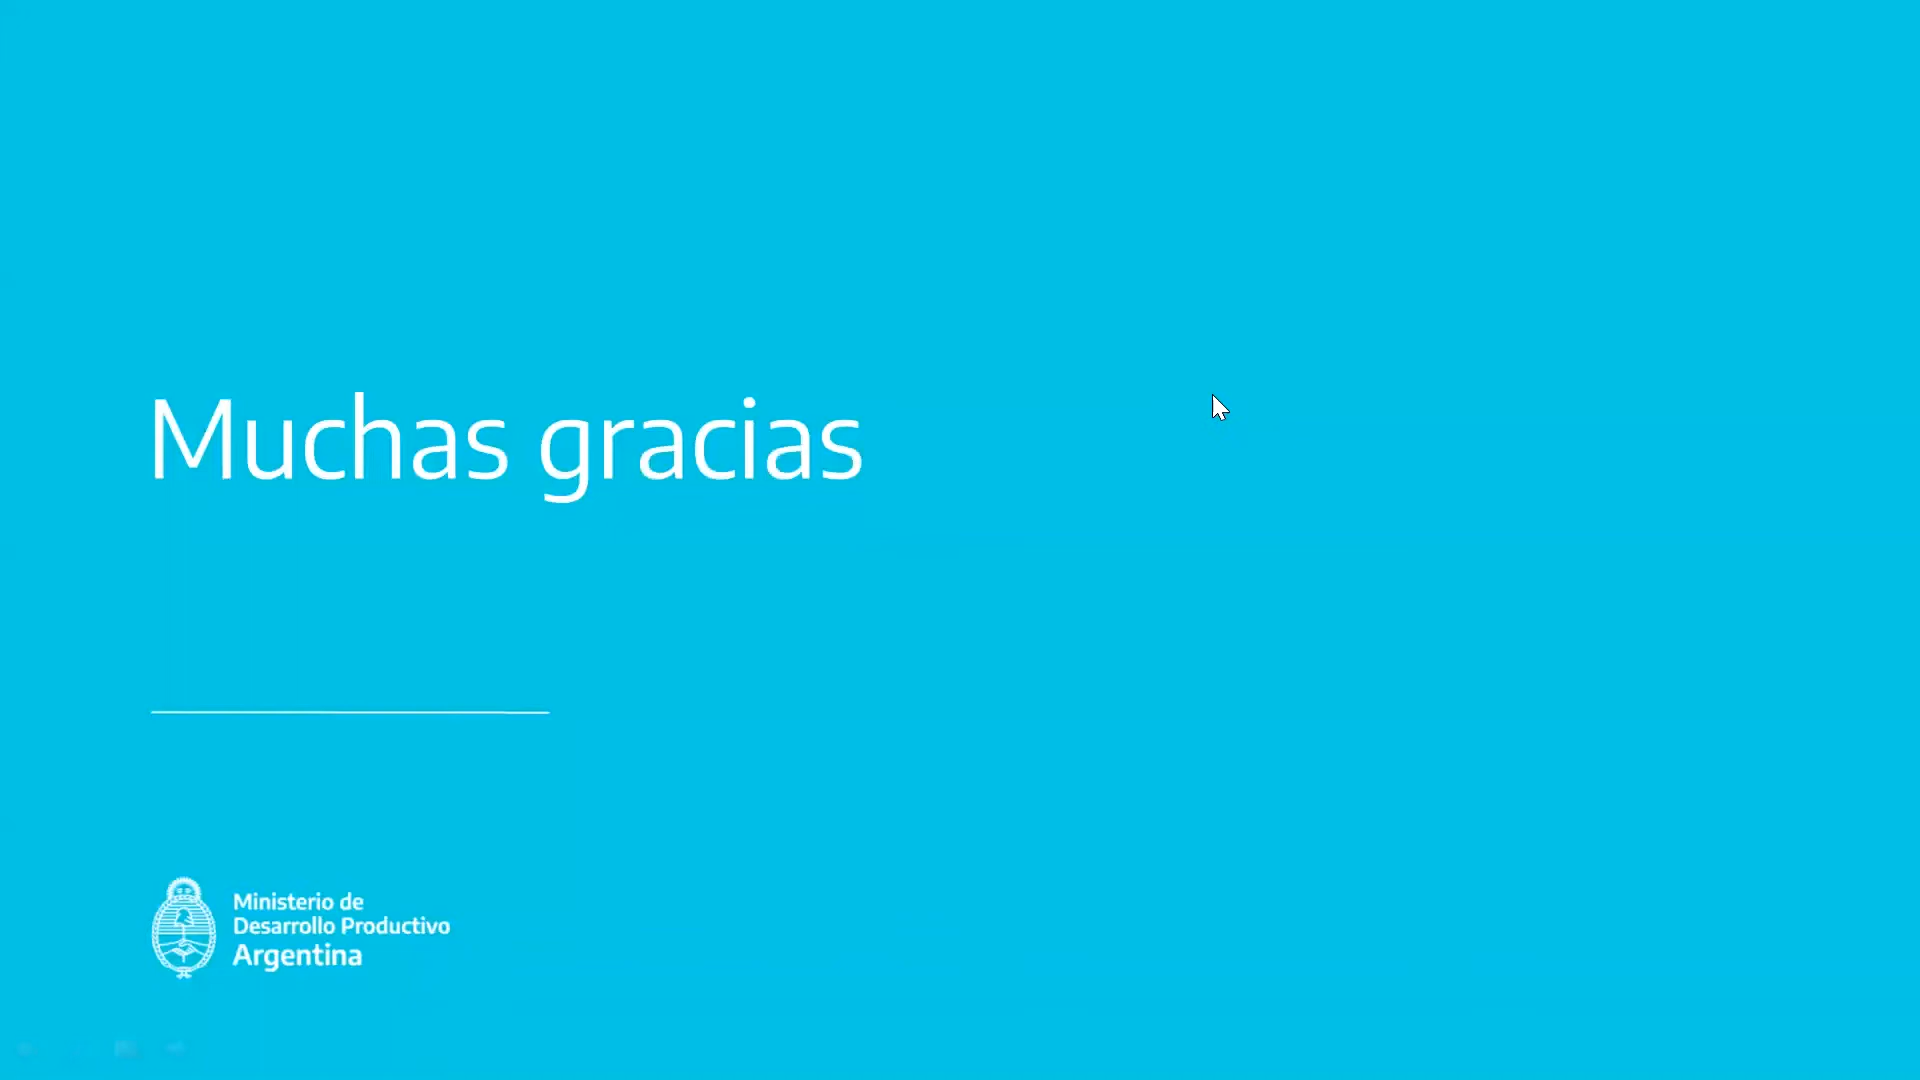 Muchas gracias
Ministerio de
Desarrollo Productivo
Argentina